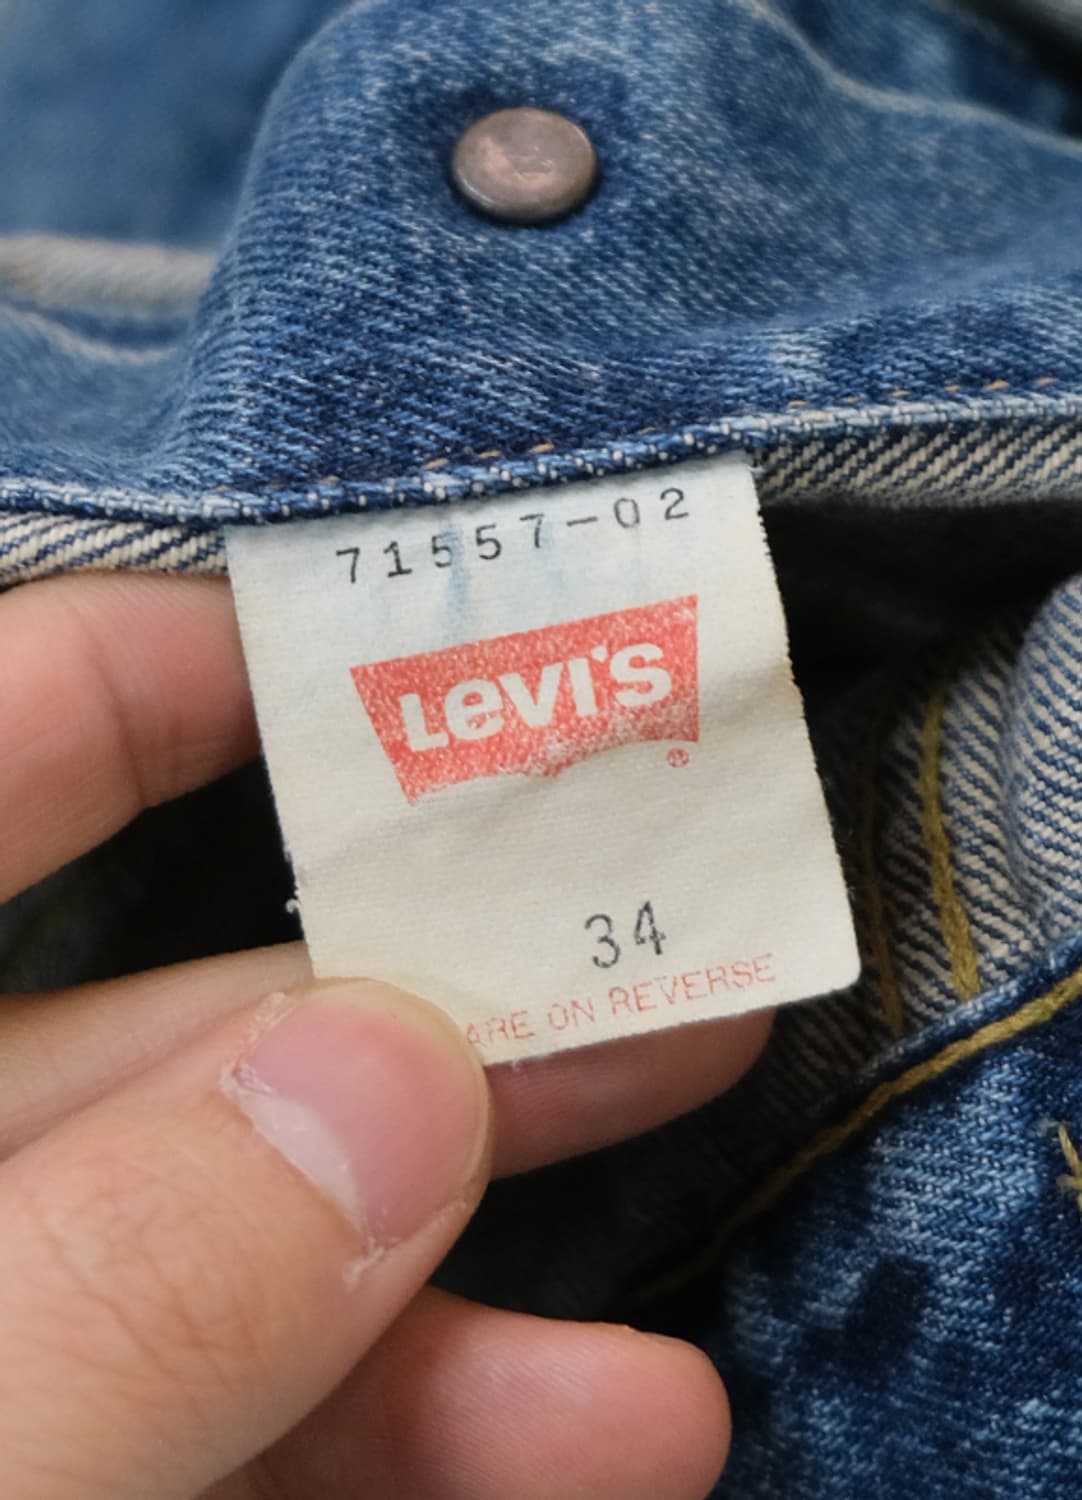 71557-02
Levi's
®
34
ARE ON REVERSE